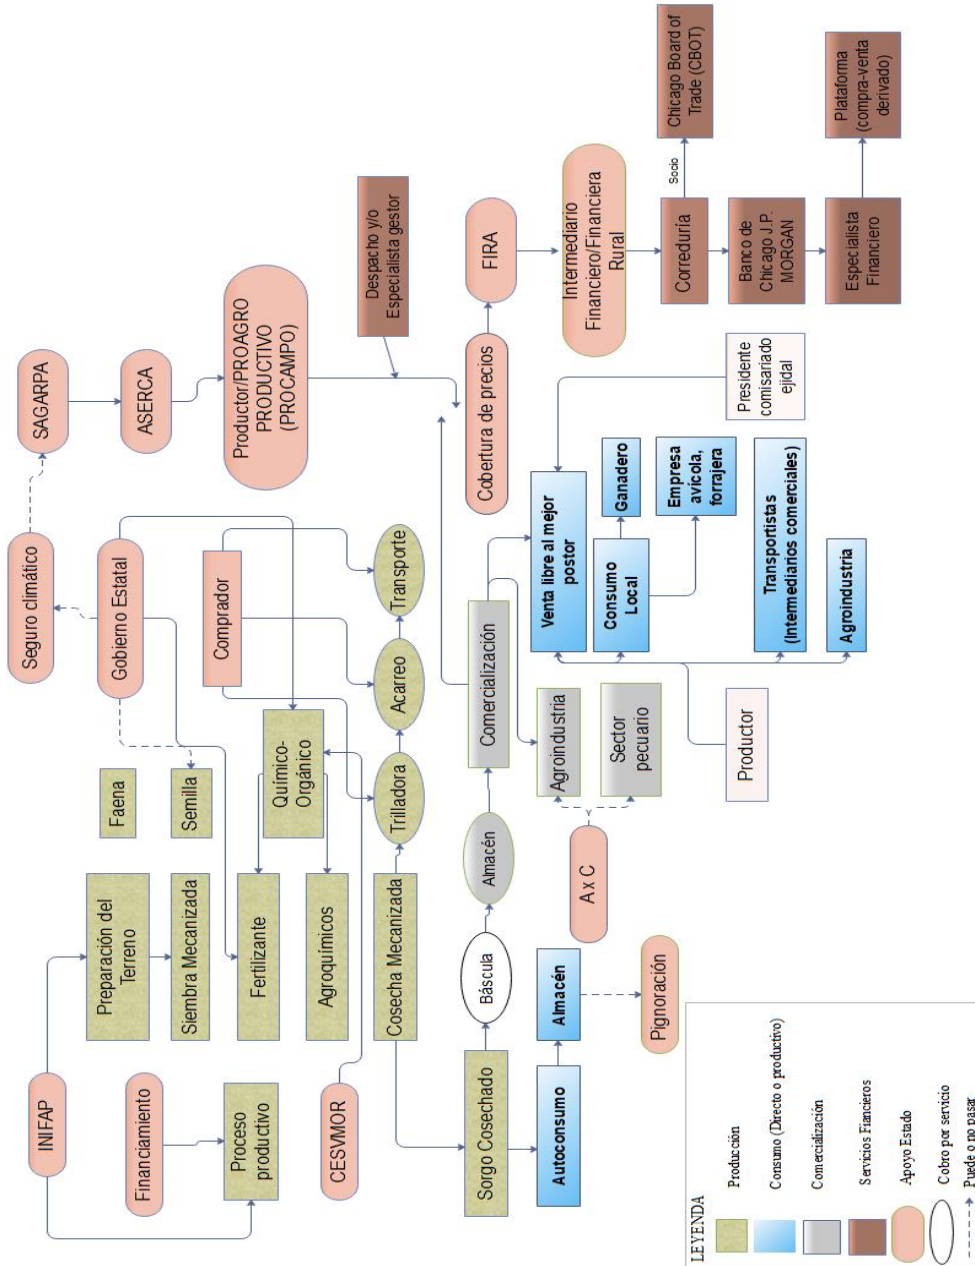 SAGARPA
ASERCA
Productor/PROAGRO
PRODUCTIVO
(PROCAMPO)
Despacho y/o
Especialista gestor
Seguro climático
Gobierno Estatal
Comprador
Transporte
Acarreo
Trilladora
Faena
Semilla
Químico-
Orgánico
Preparación del
Terreno
Siembra Mecanizada
Fertilizante
Agroquímicos
Cosecha Mecanizada
INIFAP
Financiamiento
Proceso
productivo
CESVMOR
Chicago Board of
Trade (CBOT)
Plataforma
(compra-venta
derivado)
Socio
FIRA
Intermediario
Financiero/Financiera
Rural
Correduría
Banco de
Chicago J.P.
MORGAN
Especialista
Financiero
Cobertura de precios
Presidente
comisariado
ejidal
Venta libre al mejor
postor
Ganadero
Consumo
Local
Empresa
avícola,
forrajera
Transportistas
(Intermediarios comerciales)
Agroindustria
Comercialización
Agroindustria
Sector
pecuario
Productor
Almacén
A x C
Báscula
Almacén
Pignoración
Sorgo Cosechado
Autoconsumo
LEYENDA
Producción
Consumo (Directo o productivo)
Comercialización
Servicios Fiancieros
Apoyo Estado
Cobro por servicio
Puede o no pasar